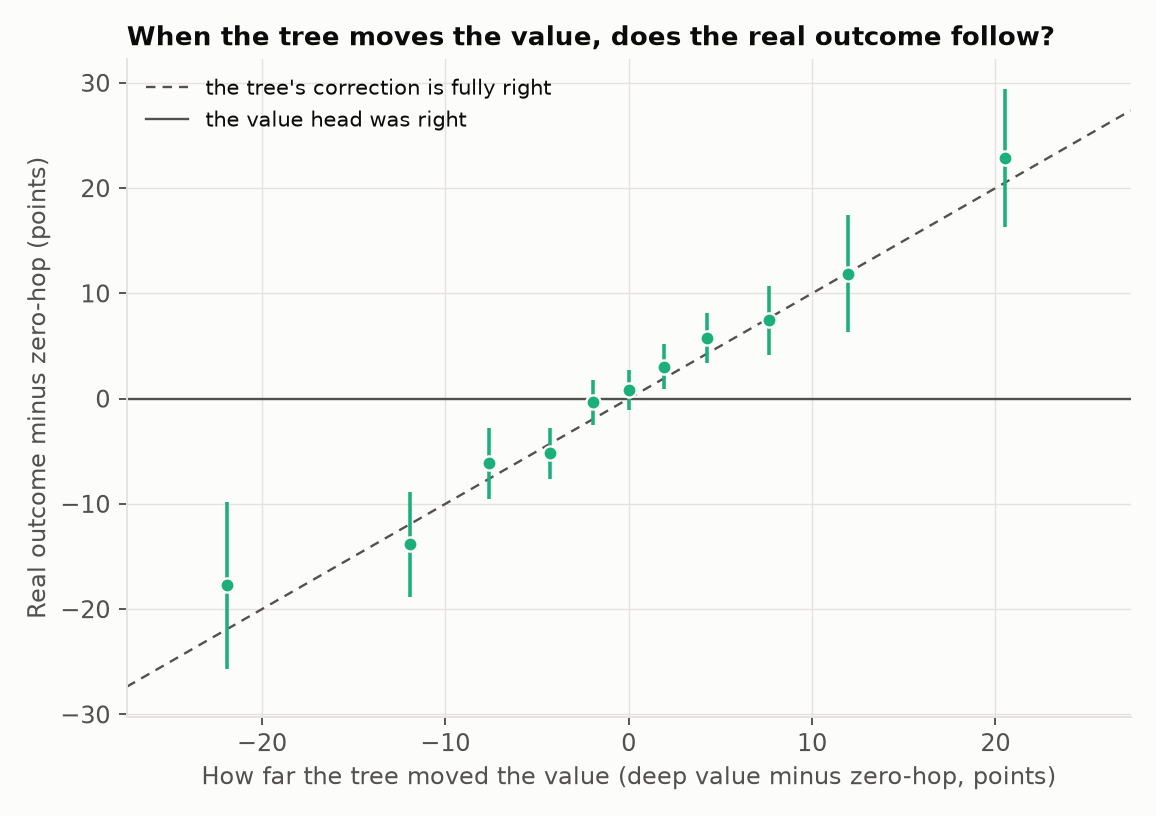 When the tree moves the value, does the real outcome follow?
the tree's correction is fully right
the value head was right
Real outcome minus zero-hop (points)
30
20
10
0
−10
−20
−30
−20
−10
0
10
20
How far the tree moved the value (deep value minus zero-hop, points)